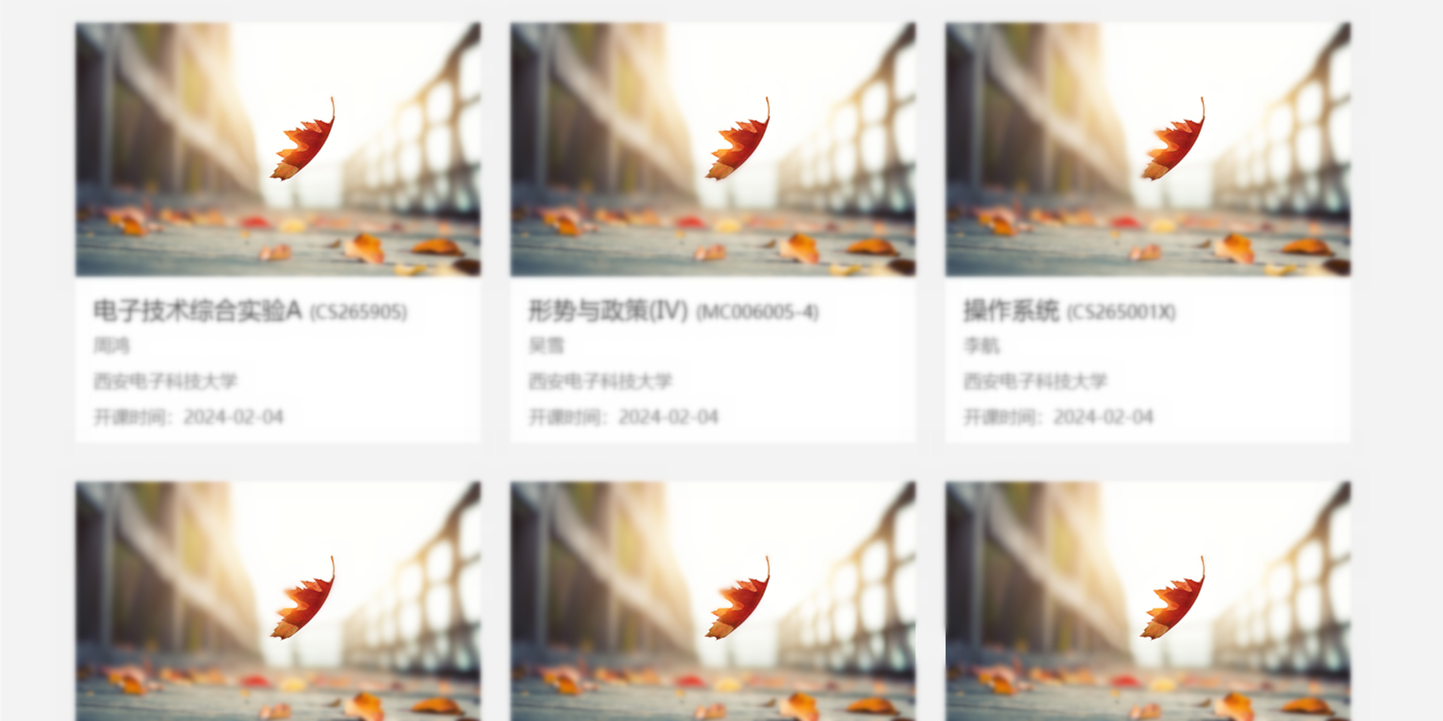 电子技术综合实验A (CS265905)
周鸿
西安电子科技大学
开课时间：2024-02-04
形势与政策(IV) (MC006005-4)
吴雪
西安电子科技大学
开课时间：2024-02-04
操作系统 (CS265001X)
李航
西安电子科技大学
开课时间：2024-02-04